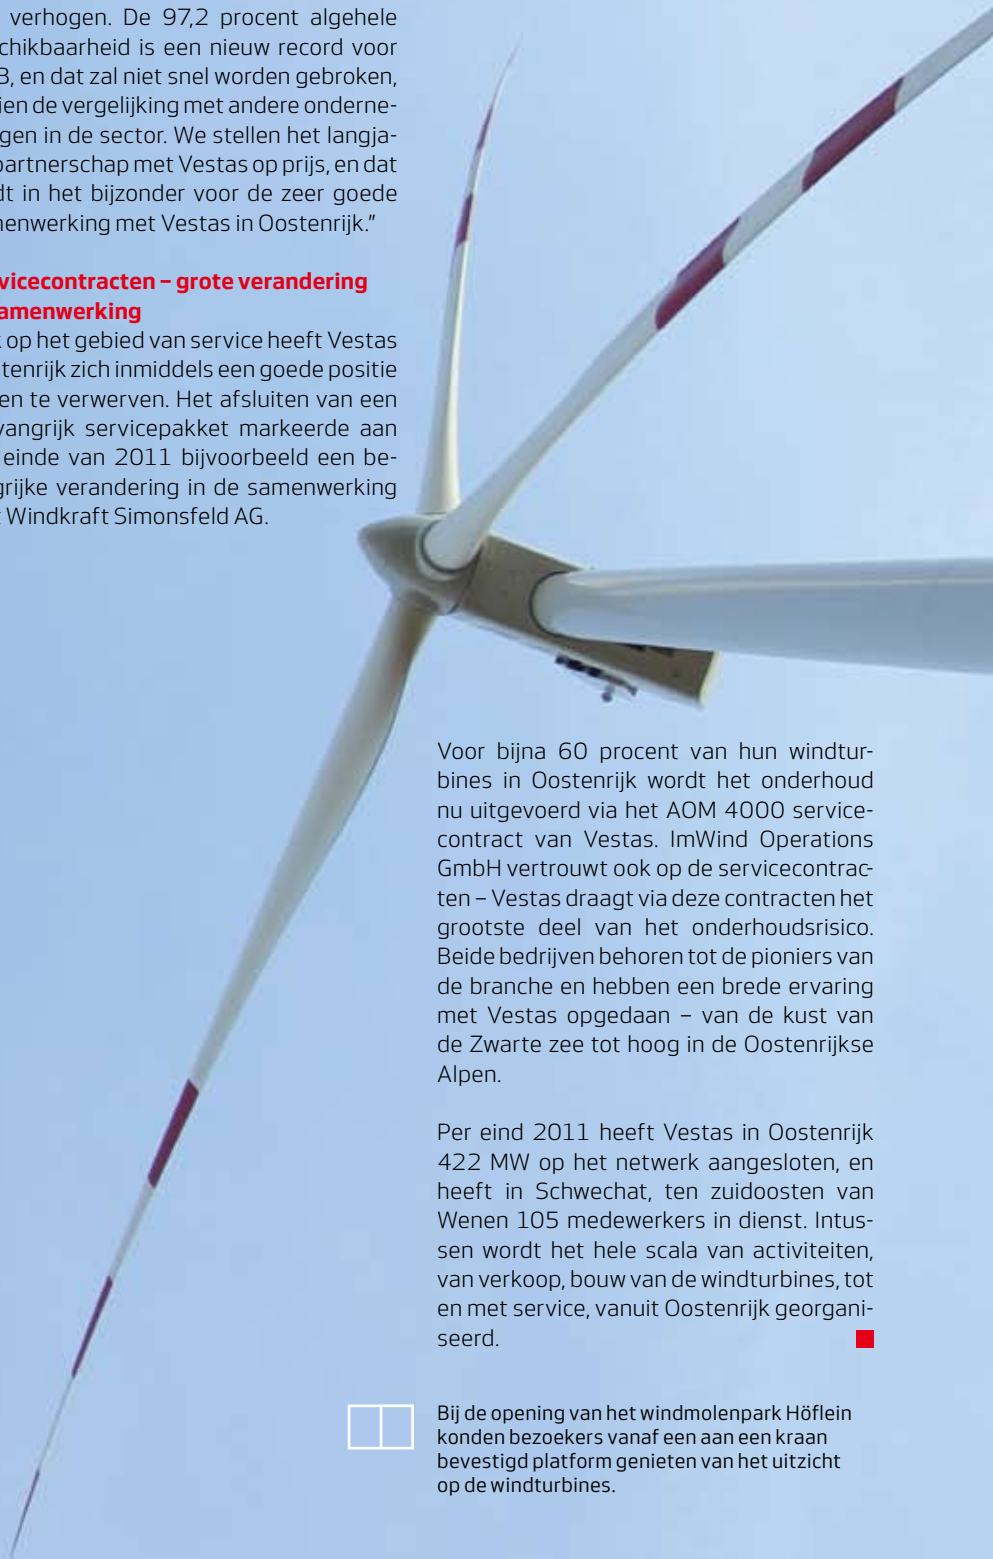 verhogen. De 97,2 procent algehele
chikbaarheid is een nieuw record voor
B, en dat zal niet snel worden gebroken,
ien de vergelijking met andere onderne-
gen in de sector. We stellen het langja-
partnerschap met Vestas op prijs, en dat
dt in het bijzonder voor de zeer goede
enwerking met Vestas in Oostenrijk.”
vicecontracten – grote verandering
amenwerking
k op het gebied van service heeft Vestas
tenrijk zich inmiddels een goede positie
en te verwerven. Het afsluiten van een
vangrijk servicepakket markeerde aan
einde van 2011 bijvoorbeeld een be-
grijke verandering in de samenwerking
t Windkraft Simonsfeld AG.
Voor bijna 60 procent van hun windtur-
bines in Oostenrijk wordt het onderhoud
nu uitgevoerd via het AOM 4000 service-
contract van Vestas. ImWind Operations
GmbH vertrouwt ook op de servicecontrac-
ten – Vestas draagt via deze contracten het
grootste deel van het onderhoudsrisico.
Beide bedrijven behoren tot de pioniers van
de branche en hebben een brede ervaring
met Vestas opgedaan – van de kust van
de Zwarte zee tot hoog in de Oostenrijkse
Alpen.
Per eind 2011 heeft Vestas in Oostenrijk
422 MW op het netwerk aangesloten, en
heeft in Schwechat, ten zuidoosten van
Wenen 105 medewerkers in dienst. Intus-
sen wordt het hele scala van activiteiten,
van verkoop, bouw van de windturbines, tot
en met service, vanuit Oostenrijk georgani-
seerd.
Bij de opening van het windmolenpark Höflein
konden bezoekers vanaf een aan een kraan
bevestigd platform genieten van het uitzicht
op de windturbines.